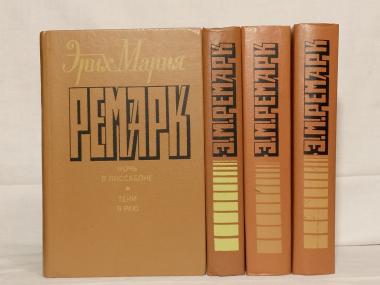 Эрих Мария
РЕМАРК
НОЧЬ
В ЛИССАБОНЕ
ТЕНИ
В РАЮ
Э.М.РЕМАРК
Э.М.РЕМАРК
Э.М.РЕМАРК